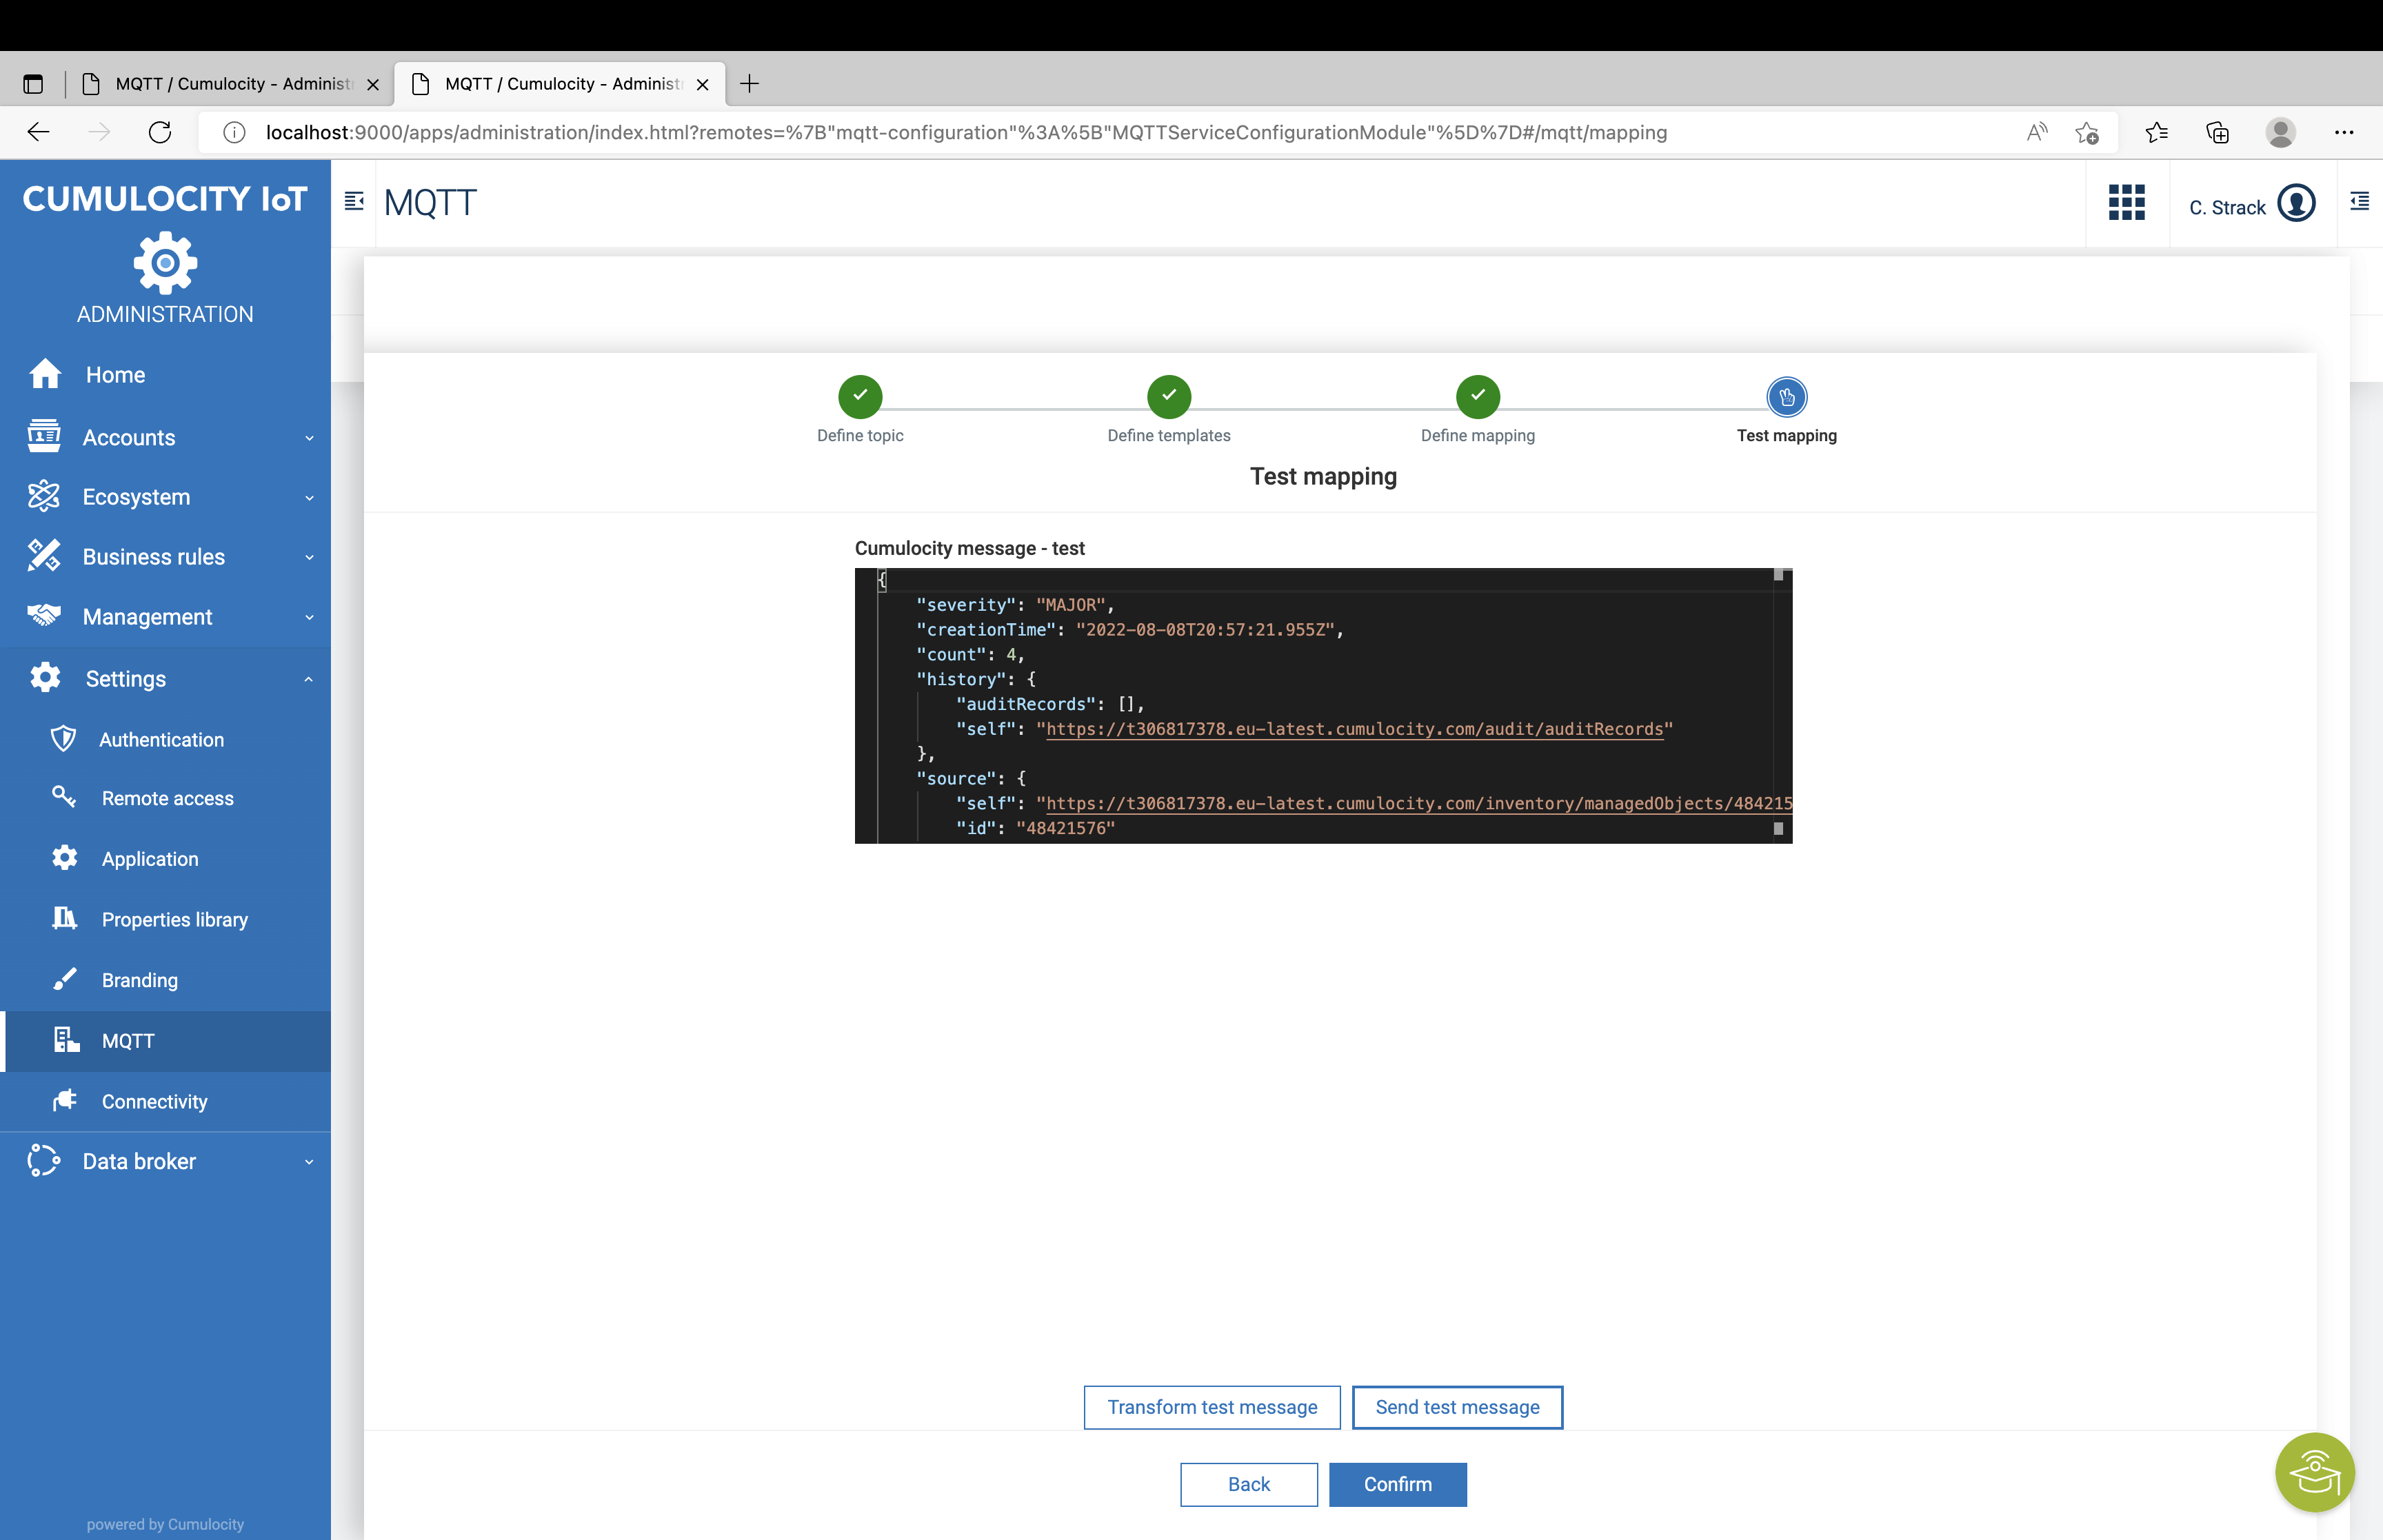 MQTT / Cumulocity - Administr
MQTT / Cumulocity - Administr
localhost:9000/apps/administration/index.html?remotes=%7B"mqtt-configuration"%3A%5B"MQTTServiceConfigurationModule"%5D%7D#/mqtt/mapping
CUMULOCITY IoT
ADMINISTRATION
Home
Accounts
Ecosystem
Business rules
Management
Settings
Authentication
Remote access
Application
Properties library
Branding
MQTT
Connectivity
Data broker
powered by Cumulocity
MQTT
C. Strack
Define topic
Define templates
Define mapping
Test mapping
Test mapping
Cumulocity message - test
{
"severity": "MAJOR",
"creationTime": "2022-08-08T20:57:21.955Z",
"count": 4,
"history": {
"auditRecords": [],
"self": "https://t306817378.eu-latest.cumulocity.com/audit/auditRecords"
},
"source": {
"self": "https://t306817378.eu-latest.cumulocity.com/inventory/managedObjects/484215
"id": "48421576"
Transform test message
Send test message
Back
Confirm